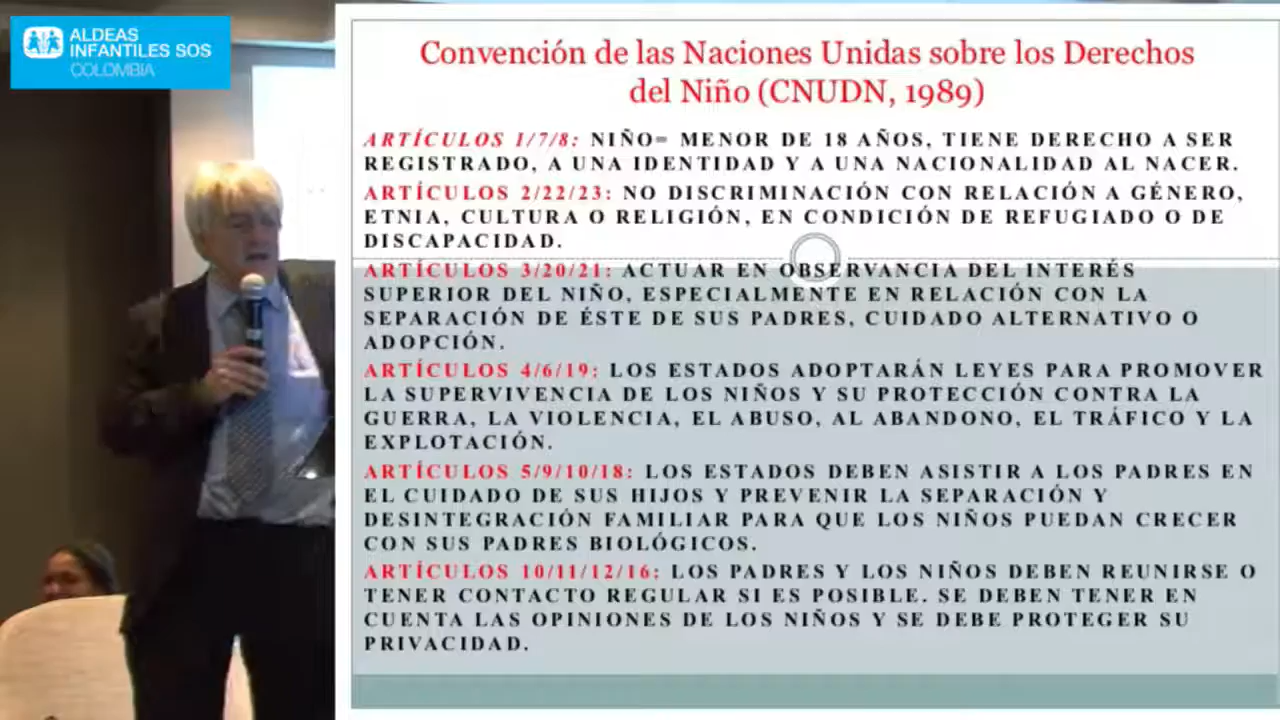 ALDEAS
INFANTILES SOS
COLOMBIA
Convención de las Naciones Unidas sobre los Derechos
del Niño (CNUDN, 1989)
ARTÍCULOS 1/7/8: NIÑO= MENOR DE 18 AÑOS, TIENE DERECHO A SER
REGISTRADO, A UNA IDENTIDAD Y A UNA NACIONALIDAD AL NACER.
ARTÍCULOS 2/22/23: NO DISCRIMINACIÓN CON RELACIÓN A GÉNERO,
ETNIA, CULTURA O RELIGIÓN, EN CONDICIÓN DE REFUGIADO O DE
DISCAPACIDAD.
ARTÍCULOS 3/20/21: ACTUAR EN OBSERVANCIA DEL INTERÉS
SUPERIOR DEL NIÑO, ESPECIALMENTE EN RELACIÓN CON LA
SEPARACIÓN DE ÉSTE DE SUS PADRES, CUIDADO ALTERNATIVO O
ADOPCIÓN.
ARTÍCULOS 4/6/19: LOS ESTADOS ADOPTARÁN LEYES PARA PROMOVER
LA SUPERVIVENCIA DE LOS NIÑOS Y SU PROTECCIÓN CONTRA LA
GUERRA, LA VIOLENCIA, EL ABUSO, AL ABANDONO, EL TRÁFICO Y LA
EXPLOTACIÓN.
ARTÍCULOS 5/9/10/18: LOS ESTADOS DEBEN ASISTIR A LOS PADRES EN
EL CUIDADO DE SUS HIJOS Y PREVENIR LA SEPARACIÓN Y
DESINTEGRACIÓN FAMILIAR PARA QUE LOS NIÑOS PUEDAN CRECER
CON SUS PADRES BIOLÓGICOS.
ARTÍCULOS 10/11/12/16: LOS PADRES Y LOS NIÑOS DEBEN REUNIRSE O
TENER CONTACTO REGULAR SI ES POSIBLE. SE DEBEN TENER EN
CUENTA LAS OPINIONES DE LOS NIÑOS Y SE DEBE PROTEGER SU
PRIVACIDAD.